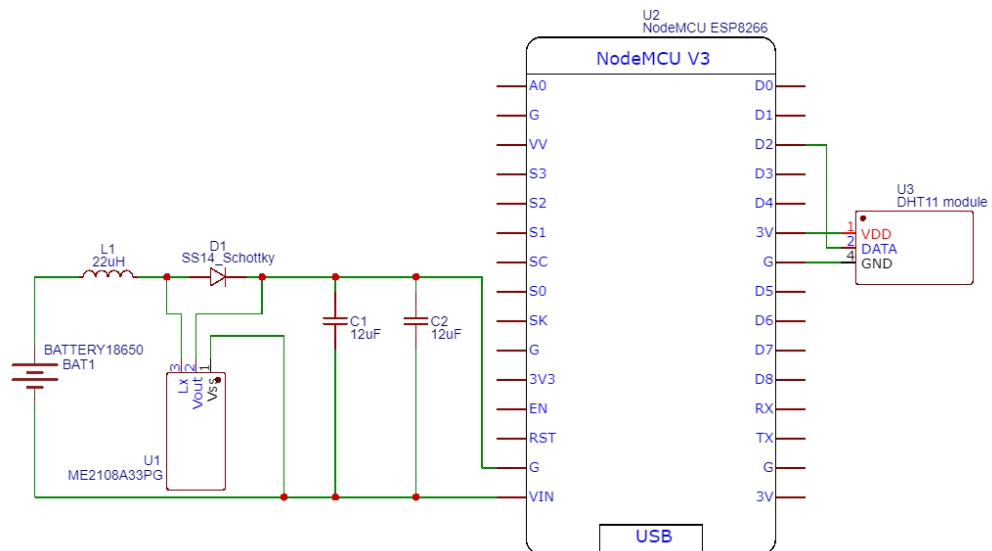 U2
NodeMCU ESP8266
NodeMCU V3
A0
G
VV
S3
S2
S1
SC
S0
SK
G
3V3
EN
RST
G
VIN
D0
D1
D2
D3
D4
3V
G
D5
D6
D7
D8
RX
TX
G
3V
USB
U3
DHT11 module
1
VDD
2
DATA
4
GND
L1
22uH
D1
SS14_Schottky
C1
12uF
C2
12uF
BATTERY18650
BAT1
3
2
1
Lx
Vout
Vss
U1
ME2108A33PG